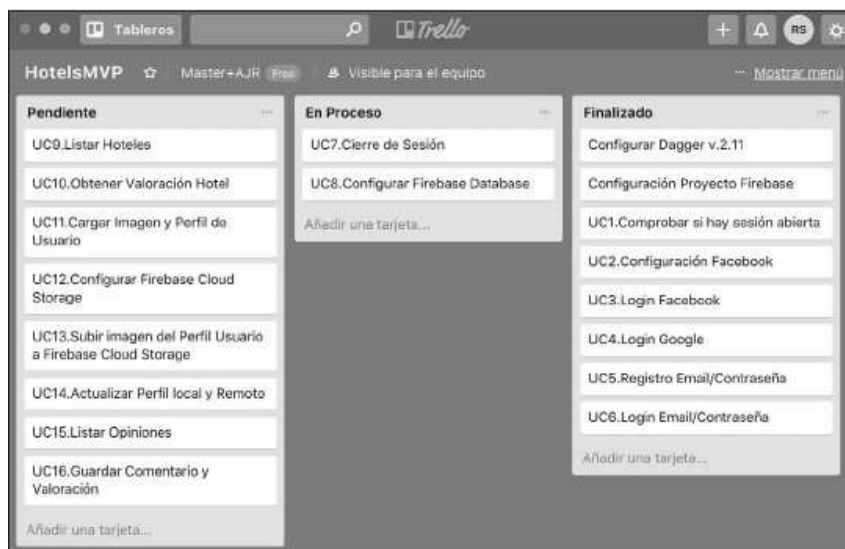 Tableros
Trello
RS
HotelsMVP
Master+AJR
Free
Visible para el equipo
Mostrar menú
Pendiente
UC9.Listar Hoteles
UC10.Obtener Valoración Hotel
UC11.Cargar Imagen y Perfil de
Usuario
UC12.Configurar Firebase Cloud
Storage
UC13.Subir imagen del Perfil Usuario
a Firebase Cloud Storage
UC14.Actualizar Perfil local y Remoto
UC15.Listar Opiniones
UC16.Guardar Comentario y
Valoración
Añadir una tarjeta...
En Proceso
UC7.Cierre de Sesión
UC8.Configurar Firebase Database
Añadir una tarjeta...
Finalizado
Configurar Dagger v.2.11
Configuración Proyecto Firebase
UC1.Comprobar si hay sesión abierta
UC2.Configuración Facebook
UC3.Login Facebook
UC4.Login Google
UC5.Registro Email/Contraseña
UC6.Login Email/Contraseña
Añadir una tarjeta...